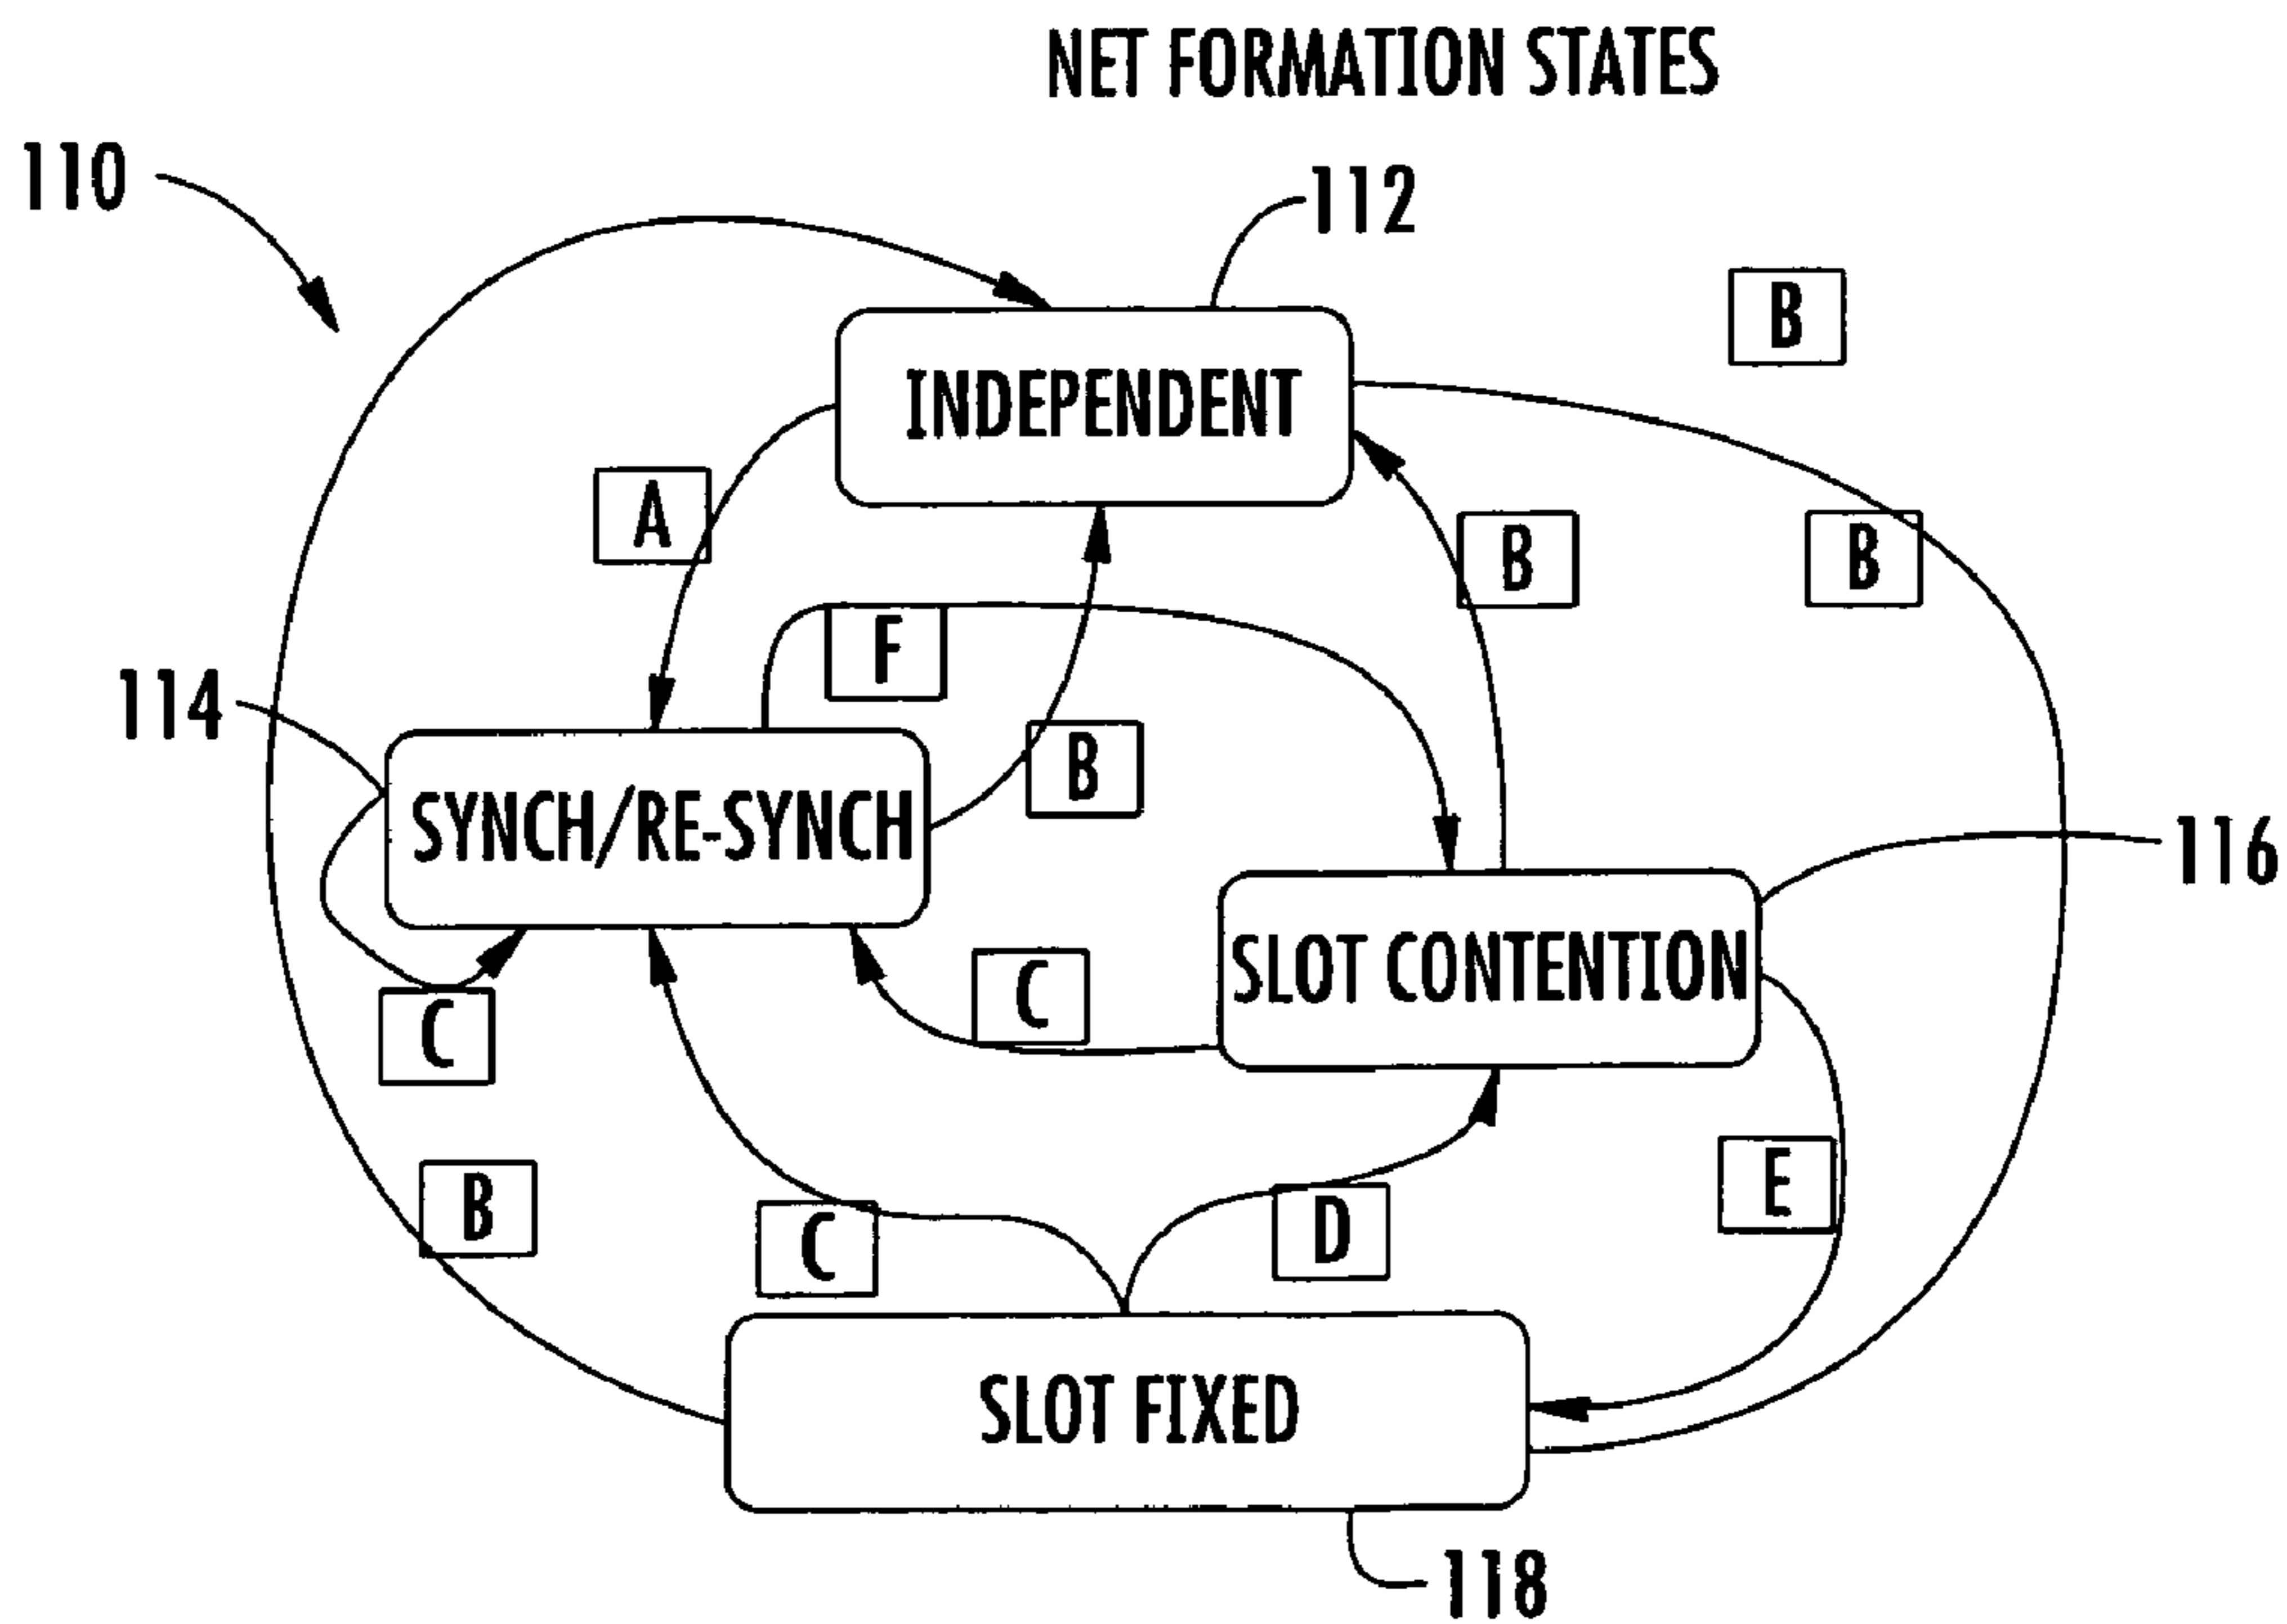 NET FORMATION STATES
110
112
B
INDEPENDENT
A
B
B
F
114
B
SYNCH/RE-SYNCH
116
SLOT CONTENTION
C
C
B
E
C
D
SLOT FIXED
118